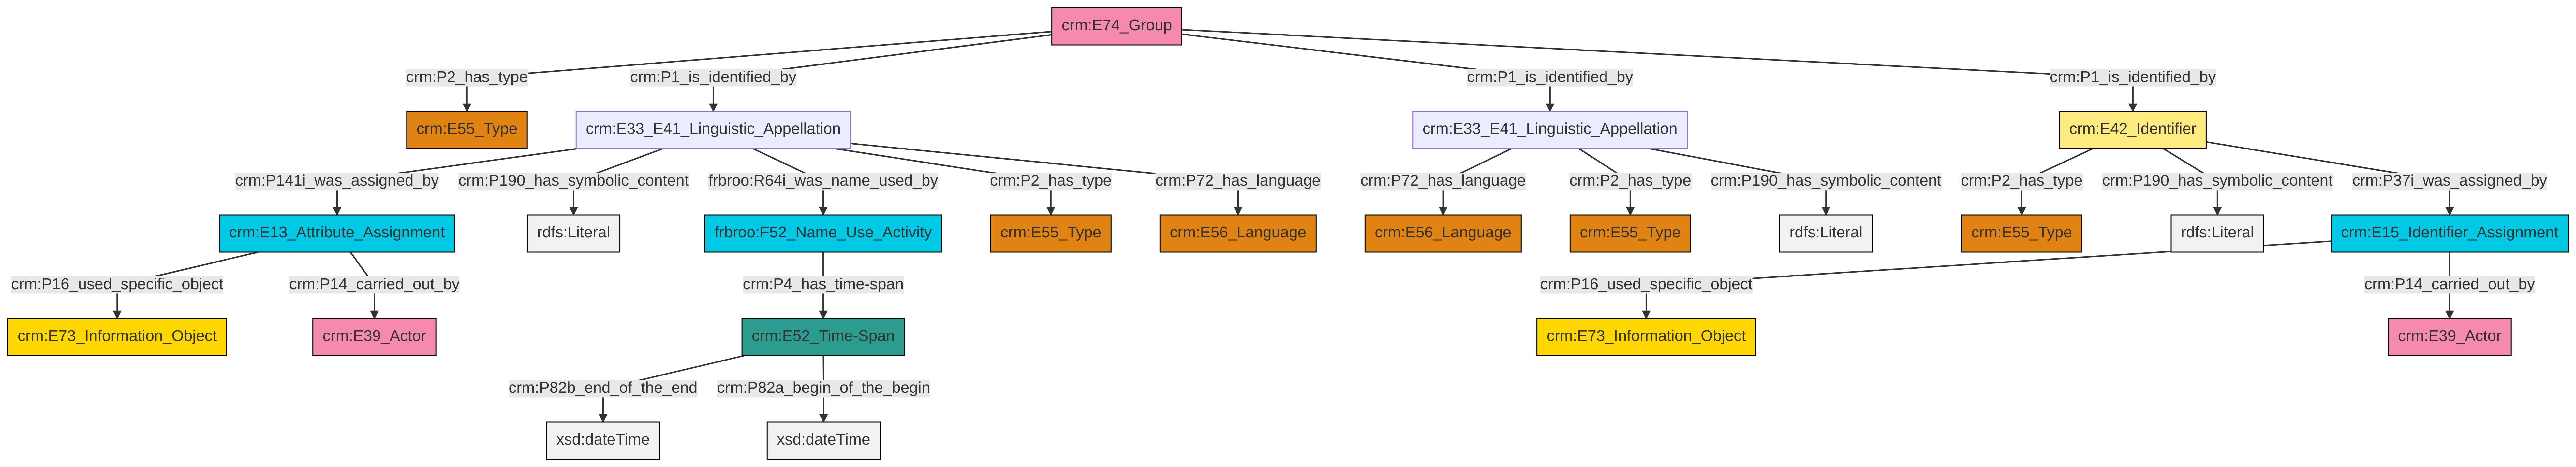 crm:E74_Group
crm:P2_has_type
crm:P1_is_identified_by
crm:P1_is_identified_by
crm:P1_is_identified_by
crm:E55_Type
crm:E33_E41_Linguistic_Appellation
crm:E33_E41_Linguistic_Appellation
crm:E42_Identifier
crm:P141i_was_assigned_by
crm:P190_has_symbolic_content
frbroo:R64i_was_name_used_by
crm:P2_has_type
crm:P72_has_language
crm:P72_has_language
crm:P2_has_type
crm:P190_has_symbolic_content
crm:P2_has_type
crm:P190_has_symbolic_content
crm:P37i_was_assigned_by
crm:E13_Attribute_Assignment
rdfs:Literal
frbroo:F52_Name_Use_Activity
crm:E55_Type
crm:E56_Language
crm:E56_Language
crm:E55_Type
rdfs:Literal
crm:E55_Type
rdfs:Literal
crm:E15_Identifier_Assignment
crm:P16_used_specific_object
crm:P14_carried_out_by
crm:P4_has_time-span
crm:P16_used_specific_object
crm:P14_carried_out_by
crm:E73_Information_Object
crm:E39_Actor
crm:E52_Time-Span
crm:E73_Information_Object
crm:E39_Actor
crm:P82b_end_of_the_end
crm:P82a_begin_of_the_begin
xsd:dateTime
xsd:dateTime